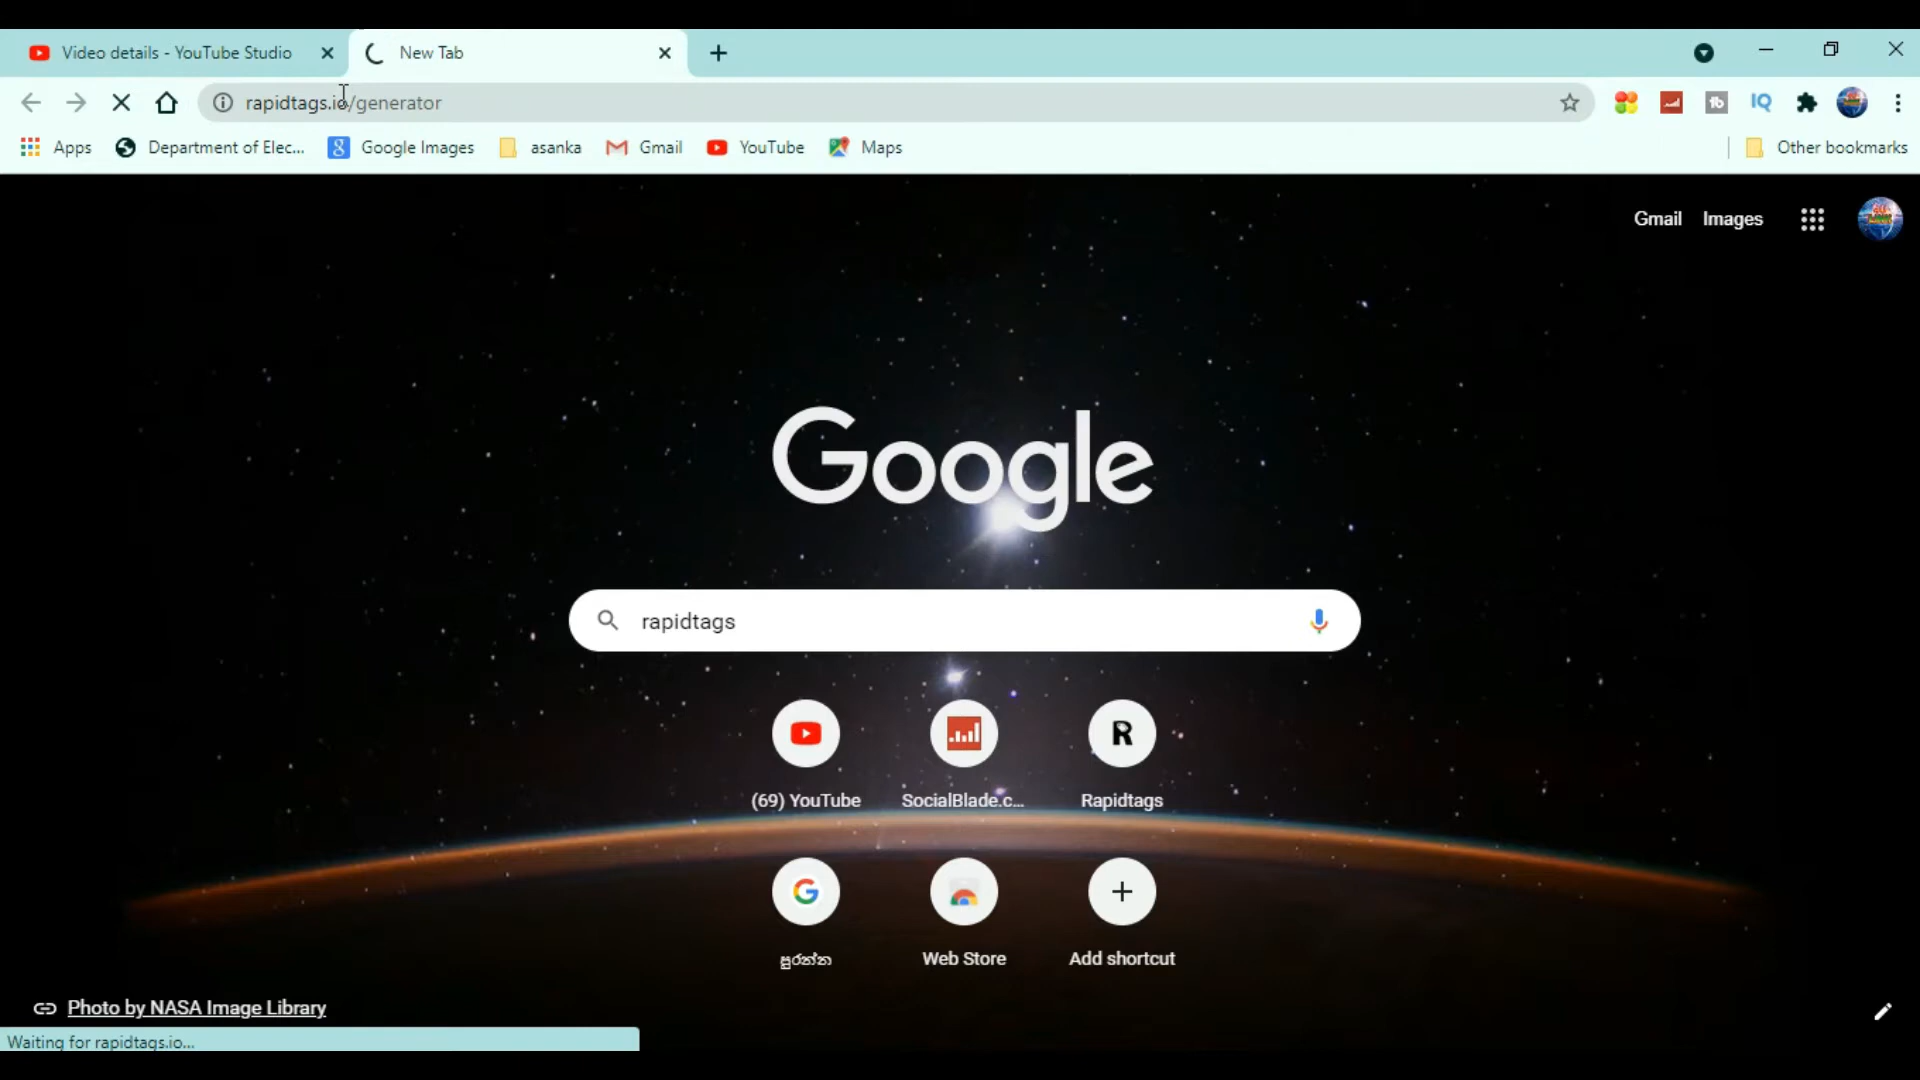 Video details - YouTube Studio
New Tab
rapidtags.io/generator
Apps
Department of Elec...
Google Images
asanka
Gmail
YouTube
Maps
Other bookmarks
Gmail
Images
Google
rapidtags
(69) YouTube
SocialBlade.c...
Rapidtags
සුරන්න
Web Store
Add shortcut
Photo by NASA Image Library
Waiting for rapidtags.io...